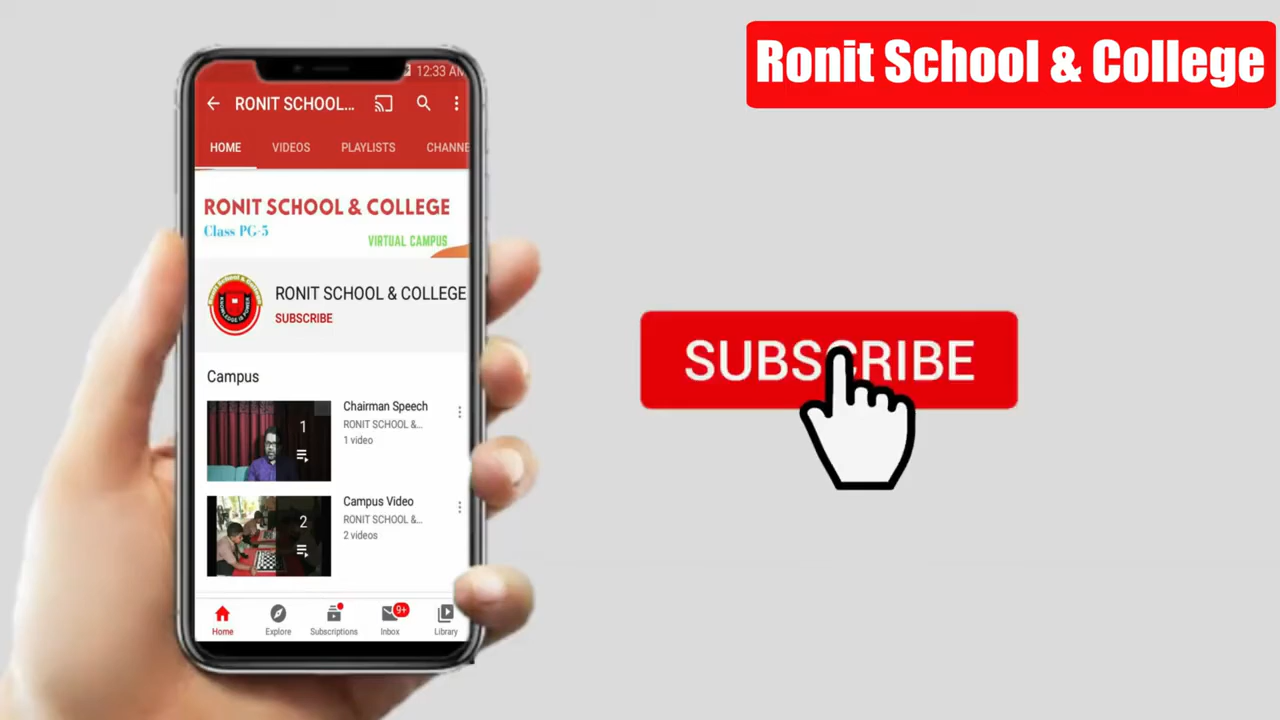 Ronit School & College
12:33 AM
RONIT SCHOOL...
HOME VIDEOS PLAYLISTS CHANNE
RONIT SCHOOL & COLLEGE
Class PG-5
VIRTUAL CAMPUS
RONIT SCHOOL & COLLEGE
SUBSCRIBE
Campus
1
Chairman Speech
RONIT SCHOOL &...
1 video
2
Campus Video
RONIT SCHOOL &...
2 videos
9+
Home Explore Subscriptions Inbox Library
SUBSCRIBE